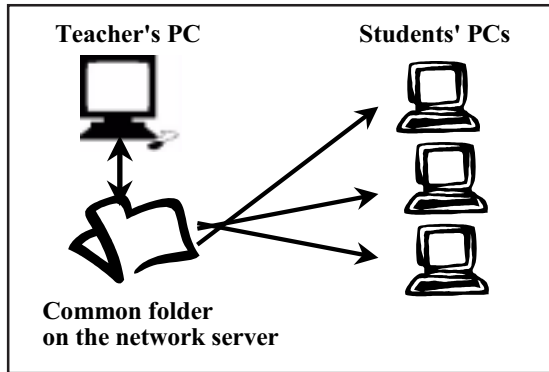 Teacher's PC
Students' PCs
Common folder
on the network server